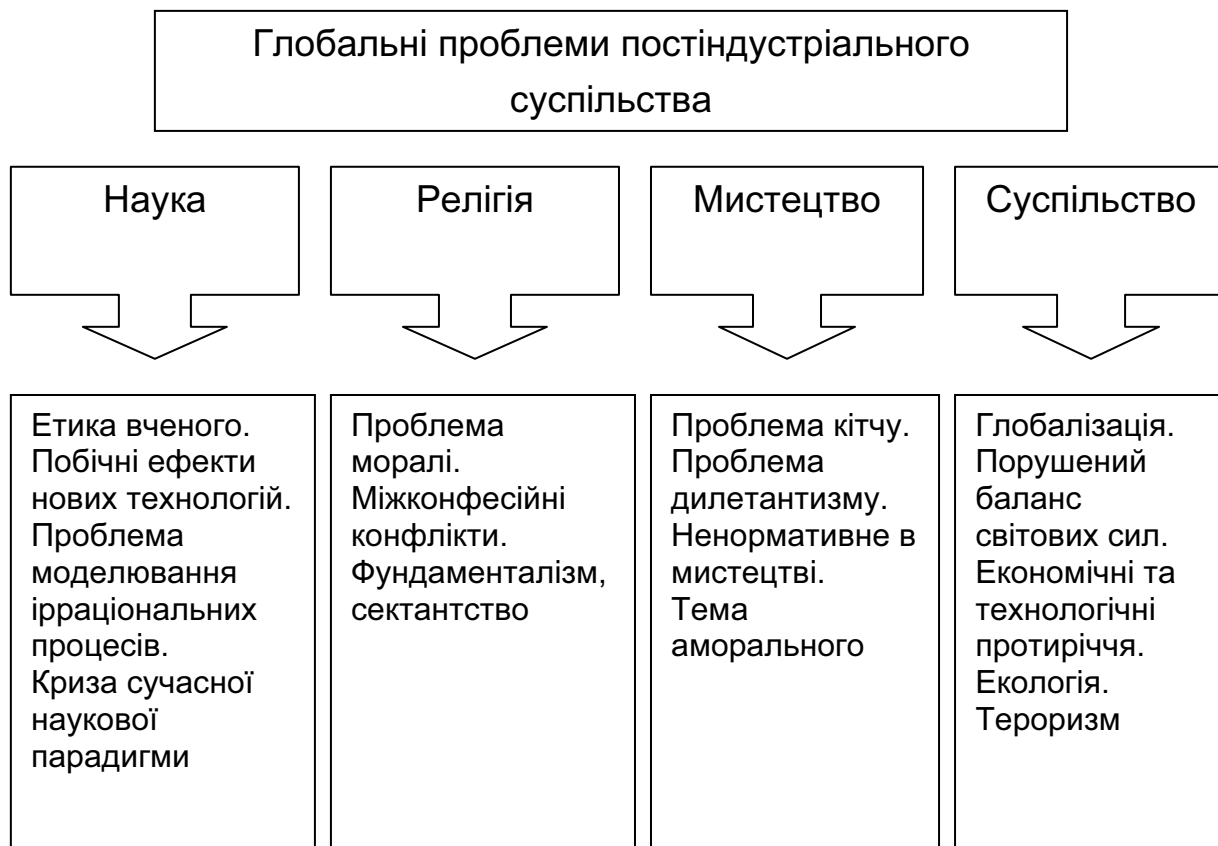 Глобальні проблеми постіндустріального
суспільства
Наука
Релігія
Мистецтво
Суспільство
Етика вченого.
Побічні ефекти
нових технологій.
Проблема
моделювання
ірраціональних
процесів.
Криза сучасної
наукової
парадигми
Проблема
моралі.
Міжконфесійні
конфлікти.
Фундаменталізм,
сектантство
Проблема кітчу.
Проблема
дилетантизму.
Ненормативне в
мистецтві.
Тема
аморального
Глобалізація.
Порушений
баланс
світових сил.
Економічні та
технологічні
протиріччя.
Екологія.
Тероризм